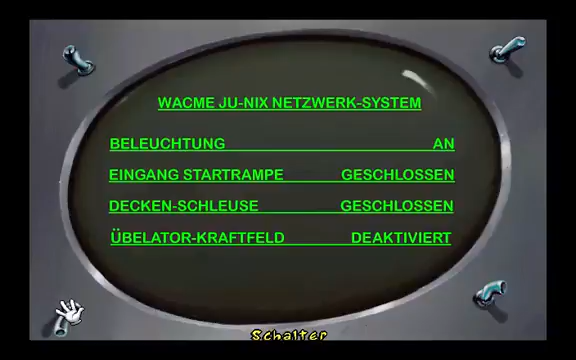 WACME JU-NIX NETZWERK-SYSTEM
BELEUCHTUNG AN
EINGANG STARTRAMPE GESCHLOSSEN
DECKEN-SCHLEUSE GESCHLOSSEN
ÜBELATOR-KRAFTFELD DEAKTIVIERT
Schalter